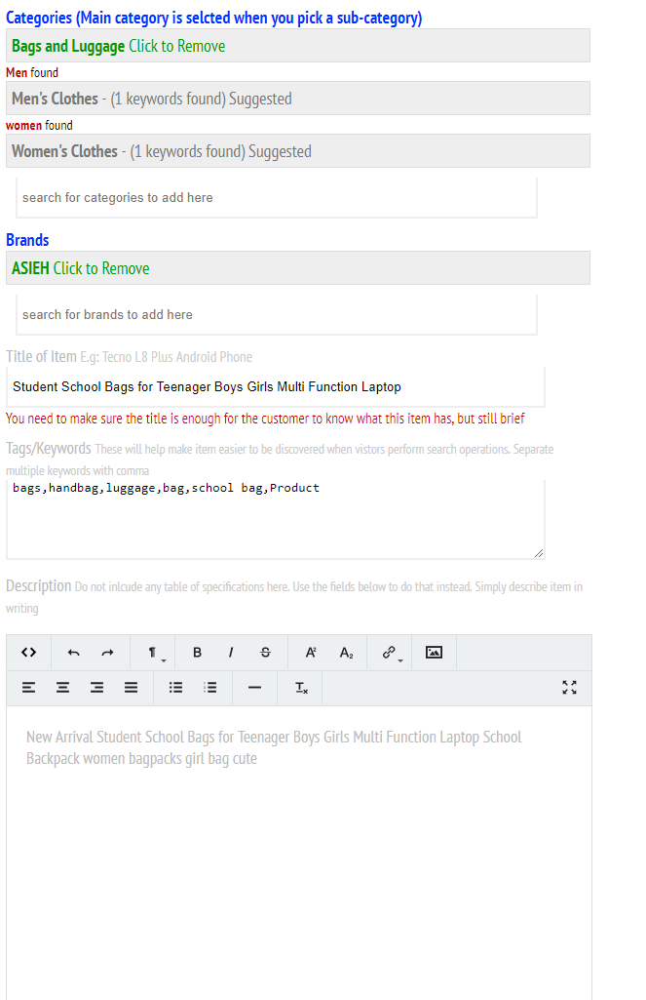 Categories (Main category is selcted when you pick a sub-category)
Bags and Luggage Click to Remove
Men found
Men's Clothes - (1 keywords found) Suggested
women found
Women's Clothes - (1 keywords found) Suggested
search for categories to add here
Brands
ASIEH Click to Remove
search for brands to add here
Title of Item E.g: Tecno L8 Plus Android Phone
Student School Bags for Teenager Boys Girls Multi Function Laptop
You need to make sure the title is enough for the customer to know what this item has, but still brief
Tags/Keywords These will help make item easier to be discovered when vistors perform search operations. Separate
multiple keywords with comma
bags,handbag,luggage,bag,school bag,Product
Description Do not inlcude any table of specifications here. Use the fields below to do that instead. Simply describe item in
writing
New Arrival Student School Bags for Teenager Boys Girls Multi Function Laptop School
Backpack women bagpacks girl bag cute